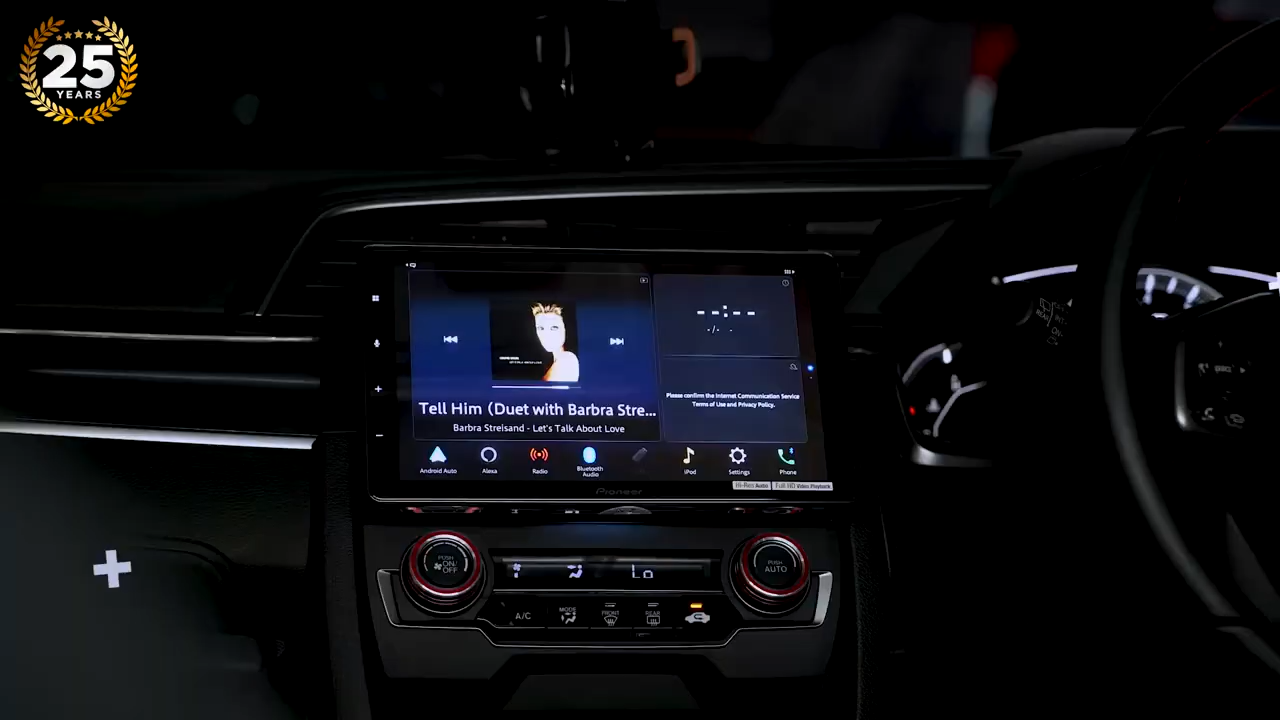 25
YEARS
Tell Him (Duet with Barbra Stre...
Barbra Streisand - Let's Talk About Love
Please confirm the Internet Communication Service
Terms of Use and Privacy Policy.
Android Auto
Alexa
Radio
Bluetooth
Audio
iPod
Settings
Phone
Pioneer
Hi-Res Audio
Full HD Video Playback
PUSH
ON/
OFF
Lo
PUSH
AUTO
A/C
MODE
FRONT
REAR